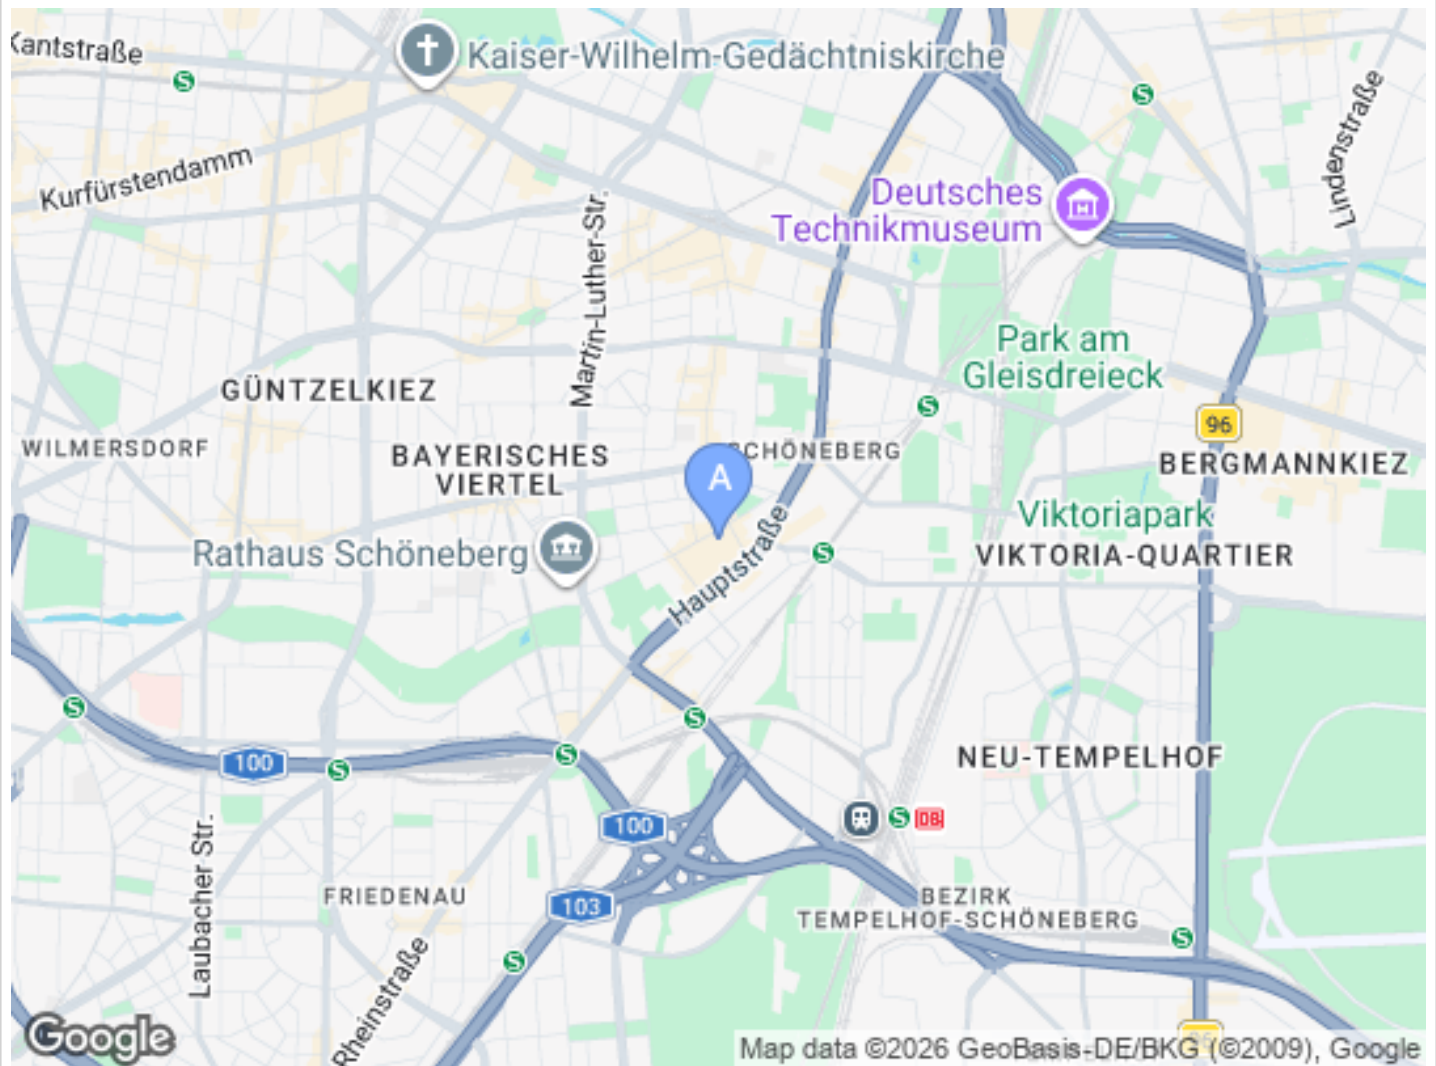 Kantstraße
Kaiser-Wilhelm-Gedächtniskirche
S
S
Lindenstraße
Kurfürstendamm
Deutsches
Technikmuseum
Martin-Luther-Str.
Park am
Gleisdreieck
GÜNTZELKIEZ
S
96
WILMERSDORF
BAYERISCHES
VIERTEL
A
SCHÖNEBERG
BERGMANNKIEZ
Viktoriapark
Rathaus Schöneberg
Hauptstraße
S
VIKTORIA-QUARTIER
S
S
S
S
100
NEU-TEMPELHOF
100
S
DB
Laubacher Str.
FRIEDENAU
103
BEZIRK
TEMPELHOF-SCHÖNEBERG
S
S
Rheinstraße
96
Google
Map data ©2026 GeoBasis-DE/BKG (©2009), Google